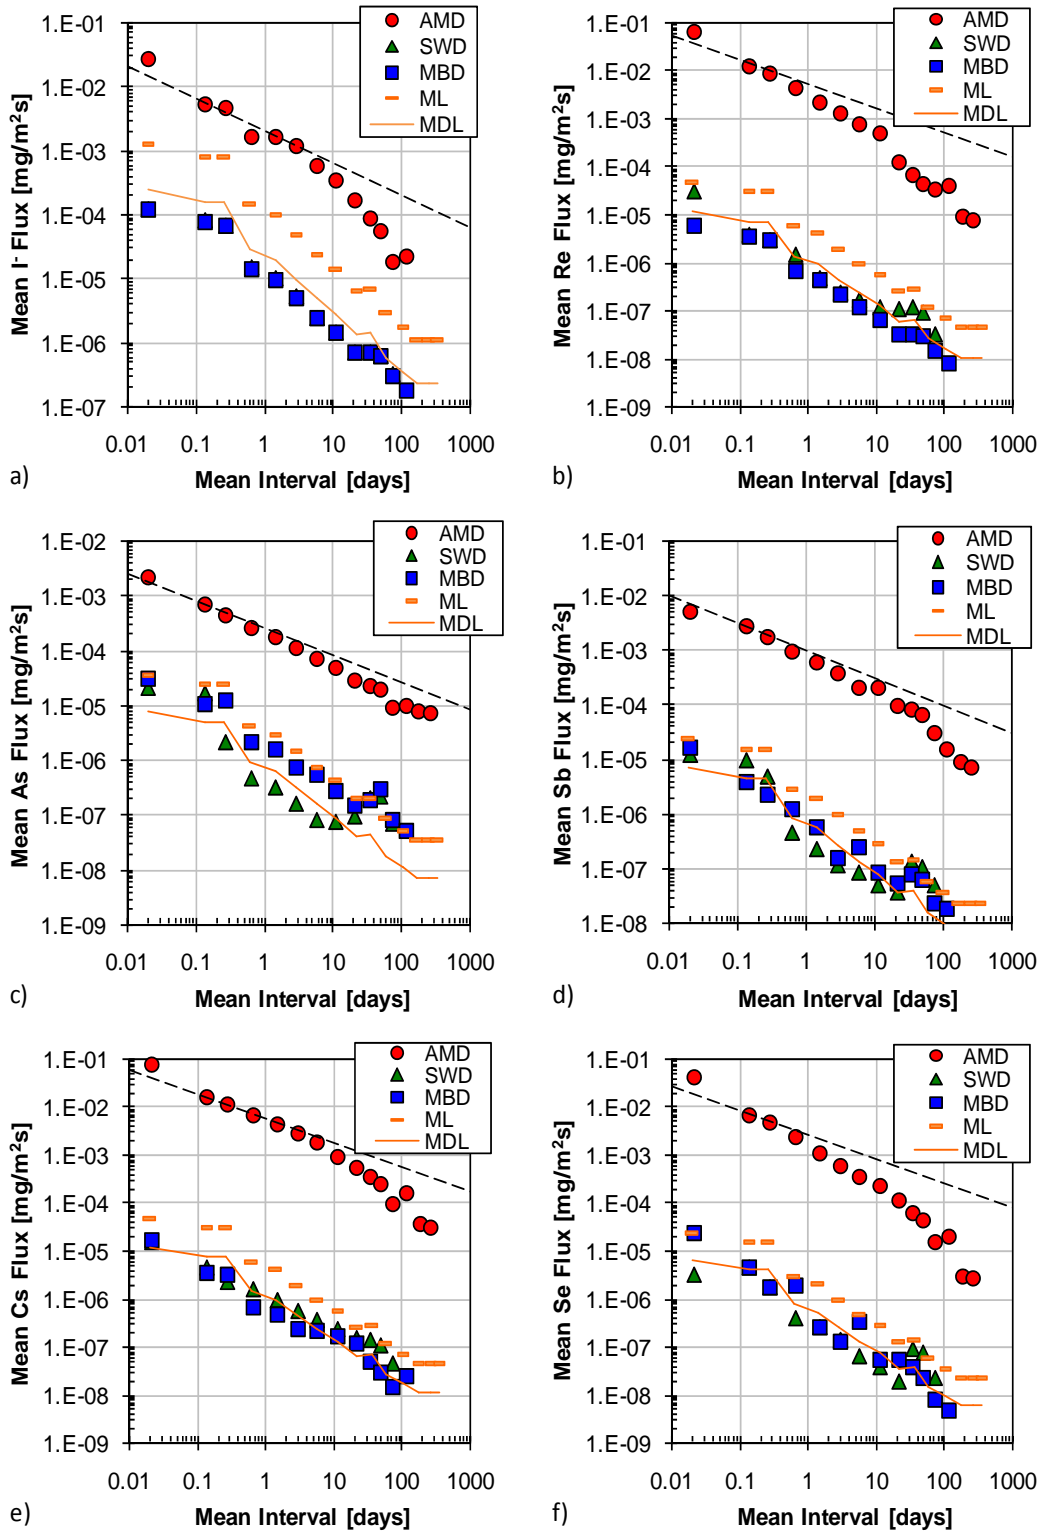 1.E-01
1.E-02
1.E-03
1.E-04
1.E-05
1.E-06
1.E-07
Mean I- Flux [mg/m²s]
AMD
SWD
MBD
ML
MDL
0.01 0.1 1 10 100 1000
Mean Interval [days]
a)
1.E-01
1.E-02
1.E-03
1.E-04
1.E-05
1.E-06
1.E-07
1.E-08
1.E-09
Mean Re Flux [mg/m²s]
AMD
SWD
MBD
ML
MDL
0.01 0.1 1 10 100 1000
Mean Interval [days]
b)
1.E-02
1.E-03
1.E-04
1.E-05
1.E-06
1.E-07
1.E-08
1.E-09
Mean As Flux [mg/m²s]
AMD
SWD
MBD
ML
MDL
0.01 0.1 1 10 100 1000
Mean Interval [days]
c)
1.E-01
1.E-02
1.E-03
1.E-04
1.E-05
1.E-06
1.E-07
1.E-08
Mean Sb Flux [mg/m²s]
AMD
SWD
MBD
ML
MDL
0.01 0.1 1 10 100 1000
Mean Interval [days]
d)
1.E-01
1.E-02
1.E-03
1.E-04
1.E-05
1.E-06
1.E-07
1.E-08
1.E-09
Mean Cs Flux [mg/m²s]
AMD
SWD
MBD
ML
MDL
0.01 0.1 1 10 100 1000
Mean Interval [days]
e)
1.E-01
1.E-02
1.E-03
1.E-04
1.E-05
1.E-06
1.E-07
1.E-08
1.E-09
Mean Se Flux [mg/m²s]
AMD
SWD
MBD
ML
MDL
0.01 0.1 1 10 100 1000
Mean Interval [days]
f)